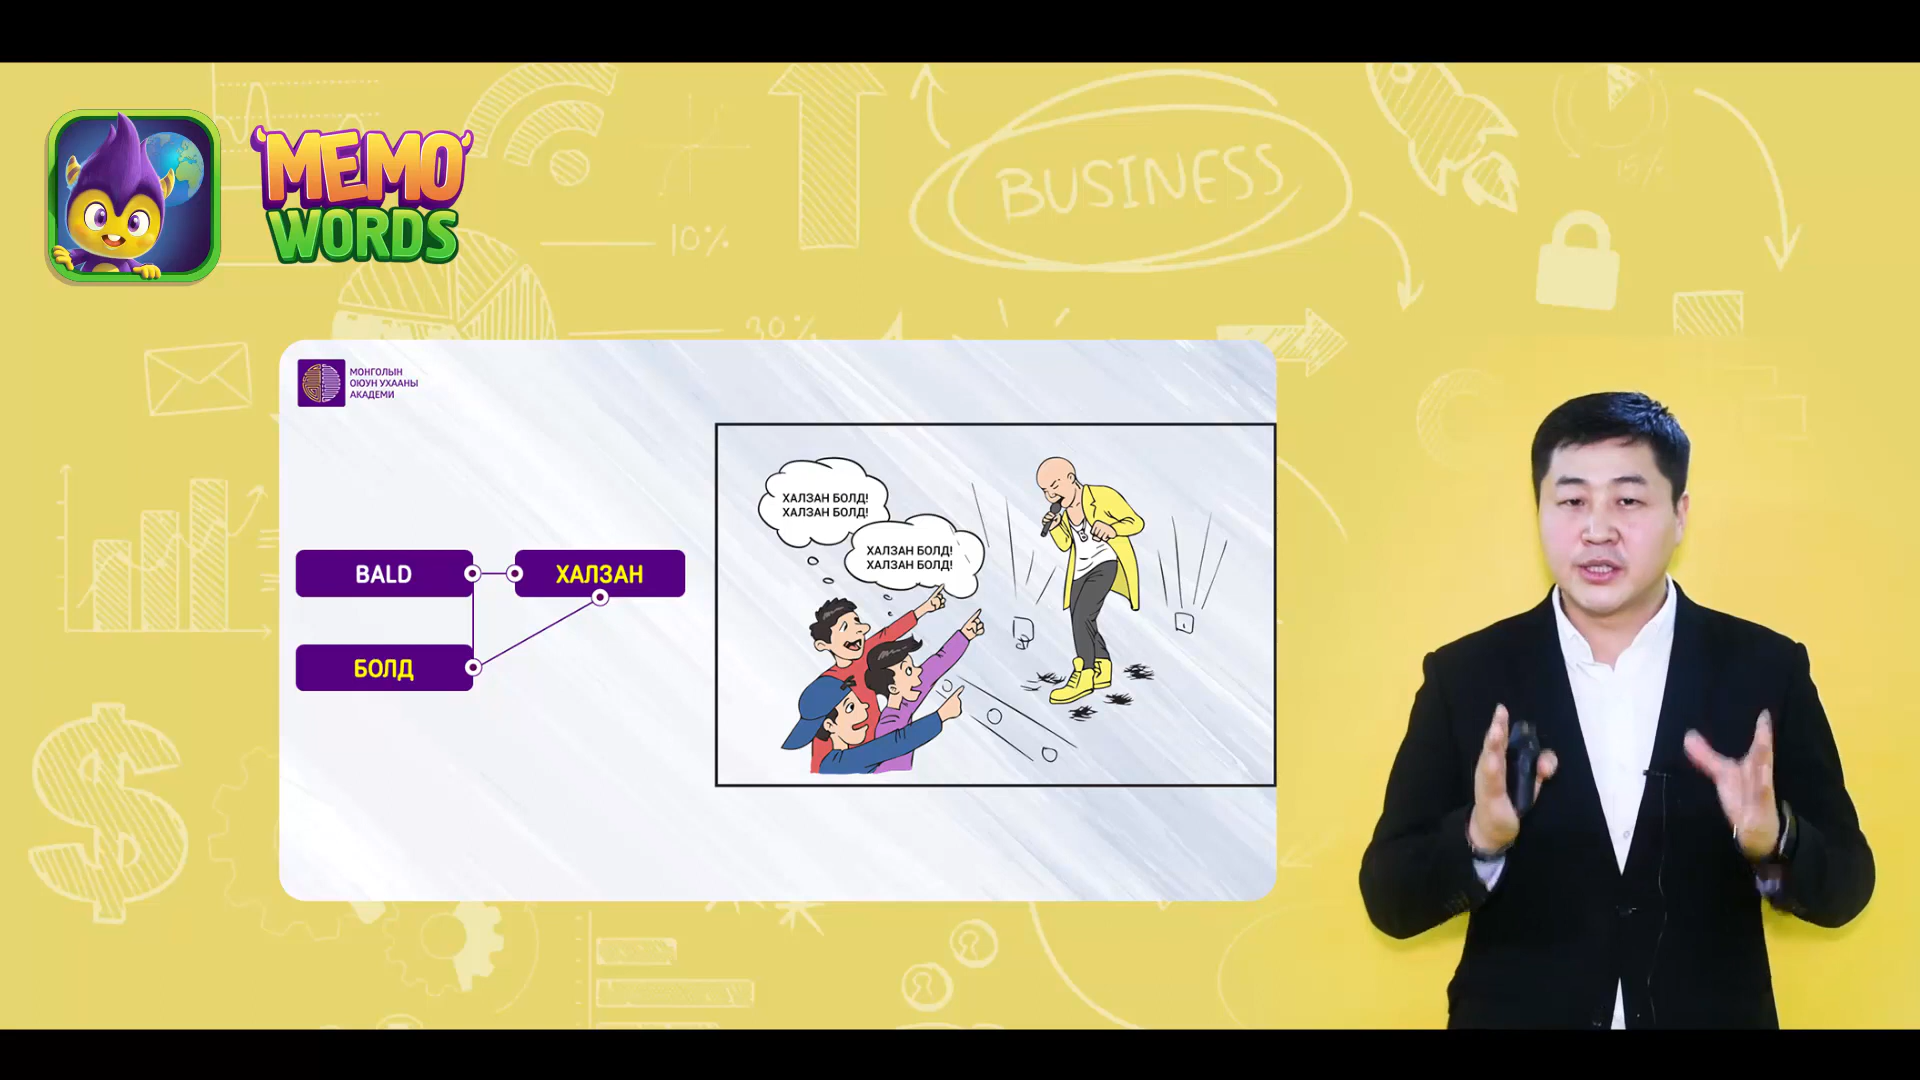 'MEMO'
WORDS
BUSINESS
10%
15%
30%
МОНГОЛЫН
ОЮУН УХААНЫ
АКАДЕМИ
BALD
ХАЛЗАН
БОЛД
ХАЛЗАН БОЛД!
ХАЛЗАН БОЛД!
ХАЛЗАН БОЛД!
ХАЛЗАН БОЛД!